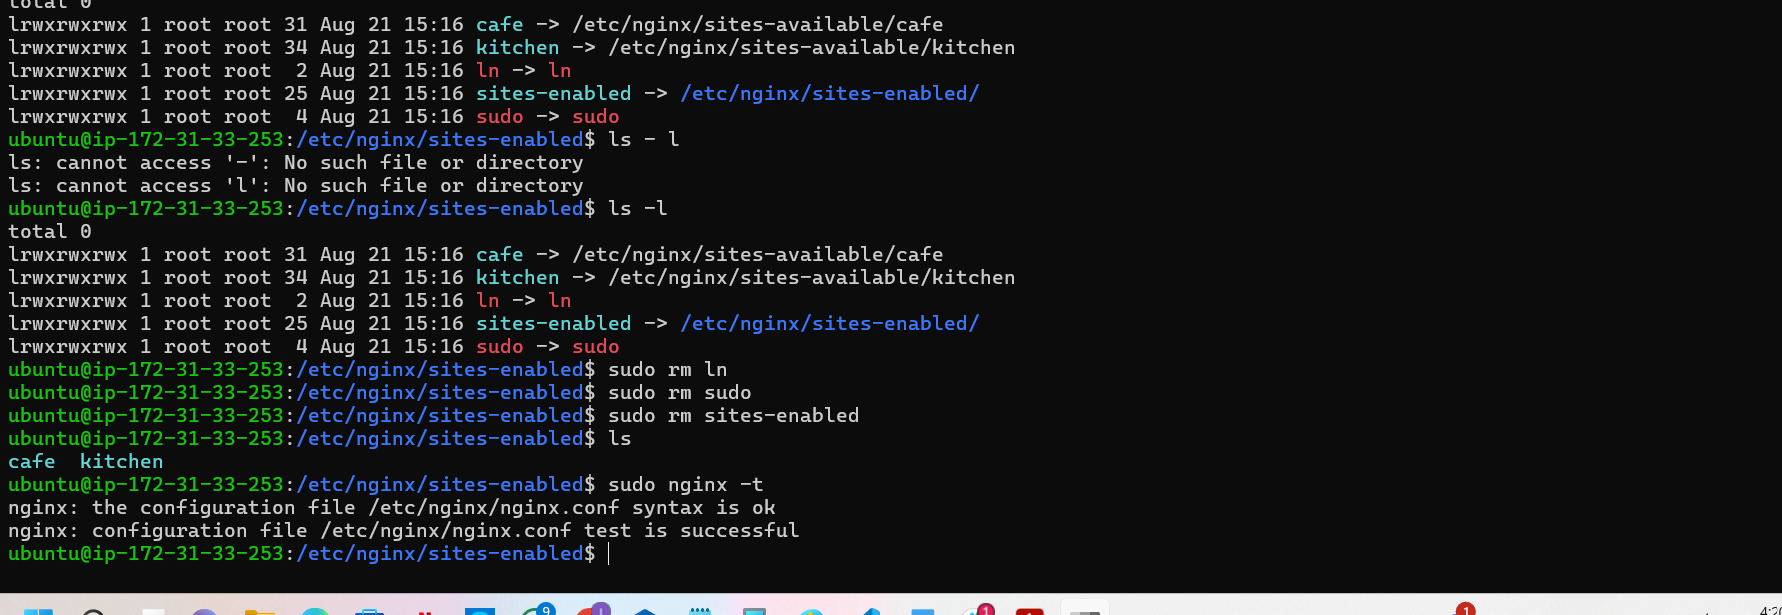 total 0
lrwxrwxrwx 1 root root 31 Aug 21 15:16 cafe -> /etc/nginx/sites-available/cafe
lrwxrwxrwx 1 root root 34 Aug 21 15:16 kitchen -> /etc/nginx/sites-available/kitchen
lrwxrwxrwx 1 root root  2 Aug 21 15:16 ln -> ln
lrwxrwxrwx 1 root root 25 Aug 21 15:16 sites-enabled -> /etc/nginx/sites-enabled/
lrwxrwxrwx 1 root root  4 Aug 21 15:16 sudo -> sudo
ubuntu@ip-172-31-33-253:/etc/nginx/sites-enabled$ ls - l
ls: cannot access '-': No such file or directory
ls: cannot access 'l': No such file or directory
ubuntu@ip-172-31-33-253:/etc/nginx/sites-enabled$ ls -l
total 0
lrwxrwxrwx 1 root root 31 Aug 21 15:16 cafe -> /etc/nginx/sites-available/cafe
lrwxrwxrwx 1 root root 34 Aug 21 15:16 kitchen -> /etc/nginx/sites-available/kitchen
lrwxrwxrwx 1 root root  2 Aug 21 15:16 ln -> ln
lrwxrwxrwx 1 root root 25 Aug 21 15:16 sites-enabled -> /etc/nginx/sites-enabled/
lrwxrwxrwx 1 root root  4 Aug 21 15:16 sudo -> sudo
ubuntu@ip-172-31-33-253:/etc/nginx/sites-enabled$ sudo rm ln
ubuntu@ip-172-31-33-253:/etc/nginx/sites-enabled$ sudo rm sudo
ubuntu@ip-172-31-33-253:/etc/nginx/sites-enabled$ sudo rm sites-enabled
ubuntu@ip-172-31-33-253:/etc/nginx/sites-enabled$ ls
cafe  kitchen
ubuntu@ip-172-31-33-253:/etc/nginx/sites-enabled$ sudo nginx -t
nginx: the configuration file /etc/nginx/nginx.conf syntax is ok
nginx: configuration file /etc/nginx/nginx.conf test is successful
ubuntu@ip-172-31-33-253:/etc/nginx/sites-enabled$
9 1 1